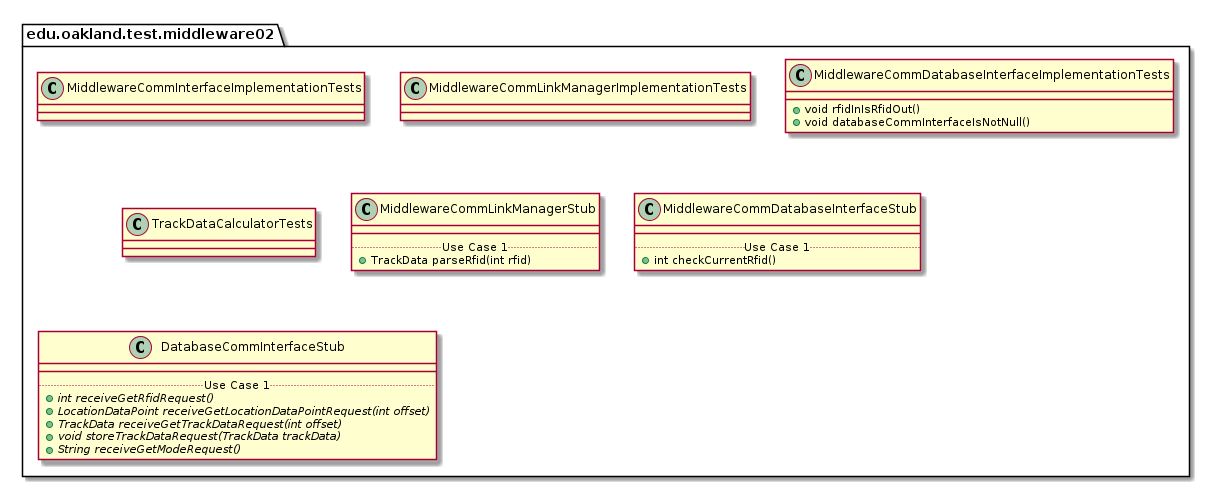 edu.oakland.test.middleware02
C MiddlewareCommInterfaceImplementationTests
C MiddlewareCommLinkManagerImplementationTests
C MiddlewareCommDatabaseInterfaceImplementationTests
void rfidInIsRfidOut()
void databaseCommInterfaceIsNotNull()
C TrackDataCalculatorTests
C MiddlewareCommLinkManagerStub
Use Case 1
TrackData parseRfid(int rfid)
C MiddlewareCommDatabaseInterfaceStub
Use Case 1
int checkCurrentRfid()
C DatabaseCommInterfaceStub
Use Case 1
int receiveGetRfidRequest()
LocationDataPoint receiveGetLocationDataPointRequest(int offset)
TrackData receiveGetTrackDataRequest(int offset)
void storeTrackDataRequest(TrackData trackData)
String receiveGetModeRequest()